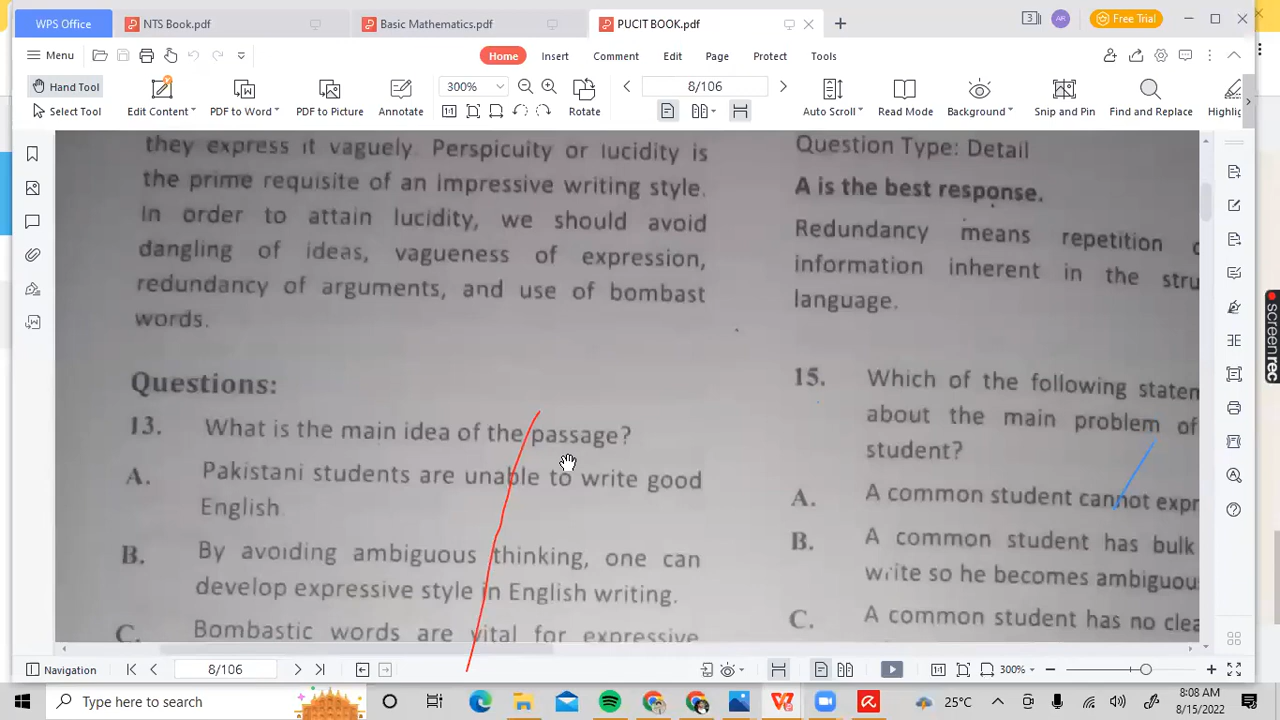 WPS Office
NTS Book.pdf
Basic Mathematics.pdf
PUCIT BOOK.pdf
3
AR
Free Trial
Menu
Home
Insert
Comment
Edit
Page
Protect
Tools
Hand Tool
Select Tool
Edit Content
PDF to Word
PDF to Picture
Annotate
300%
Rotate
8/106
Auto Scroll
Read Mode
Background
Snip and Pin
Find and Replace
Highlig
they express it vaguely. Perspicuity or lucidity is
the prime requisite of an impressive writing style.
In order to attain lucidity, we should avoid
dangling of ideas, vagueness of expression,
redundancy of arguments, and use of bombast
words.
Questions:
13. What is the main idea of the passage?
A. Pakistani students are unable to write good
English.
B. By avoiding ambiguous thinking, one can
develop expressive style in English writing.
C. Bombastic words are vital for expressive
Question Type: Detail
A is the best response.
Redundancy means repetition
information inherent in the stru
language.
15. Which of the following statem
about the main problem of
student?
A. A common student cannot expr
B. A common student has bulk
write so he becomes ambiguou
C. A common student has no clea
screenrec
Navigation
8/106
300%
Type here to search
25°C
8:08 AM
8/15/2022